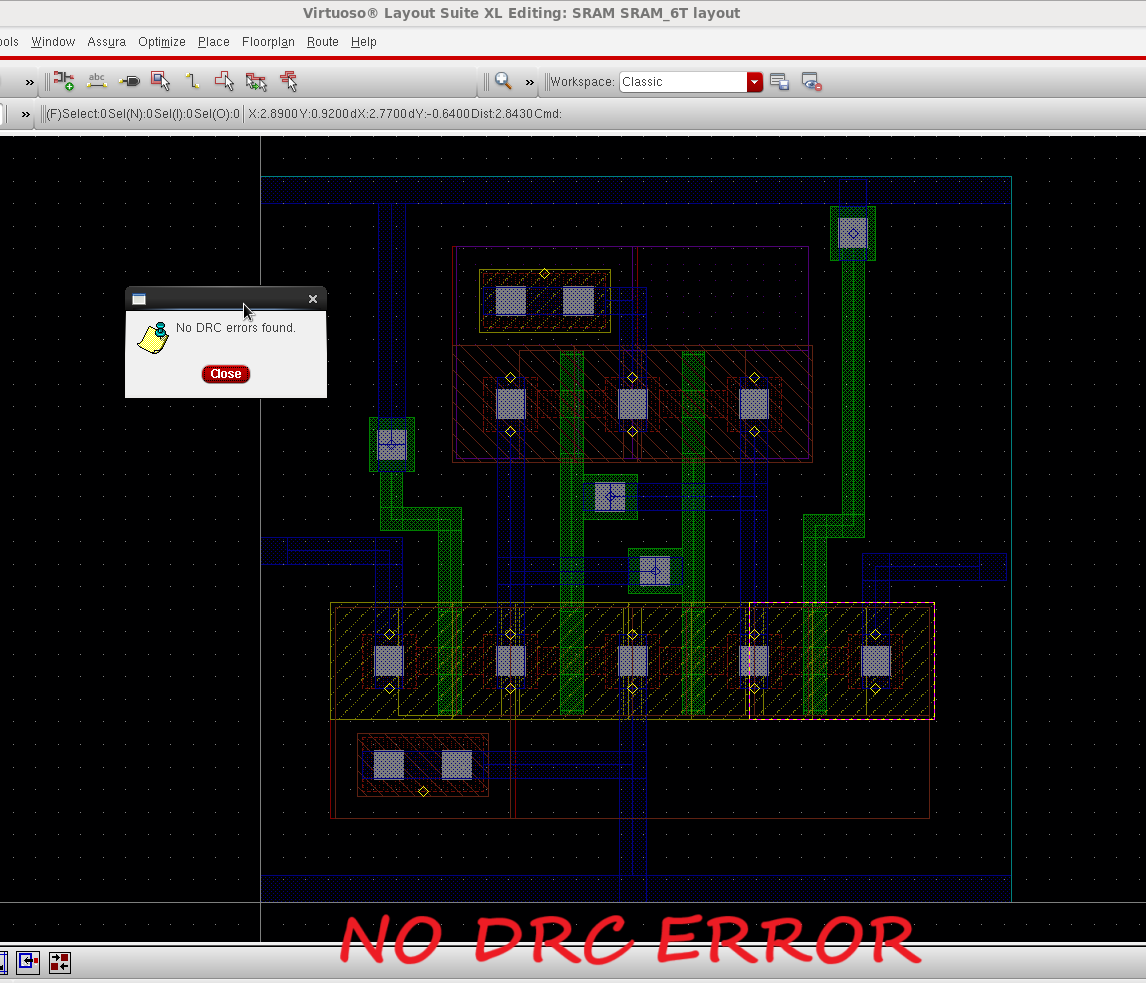 Virtuoso® Layout Suite XL Editing: SRAM SRAM_6T layout
ols Window Assura Optimize Place Floorplan Route Help
» abc » Workspace: Classic
» (F)Select:0 Sel(N):0 Sel(I):0 Sel(O):0 X:2.8900 Y:0.9200 dX:2.7700 dY:-0.6400 Dist:2.8430 Cmd:
No DRC errors found.
Close
NO DRC ERROR